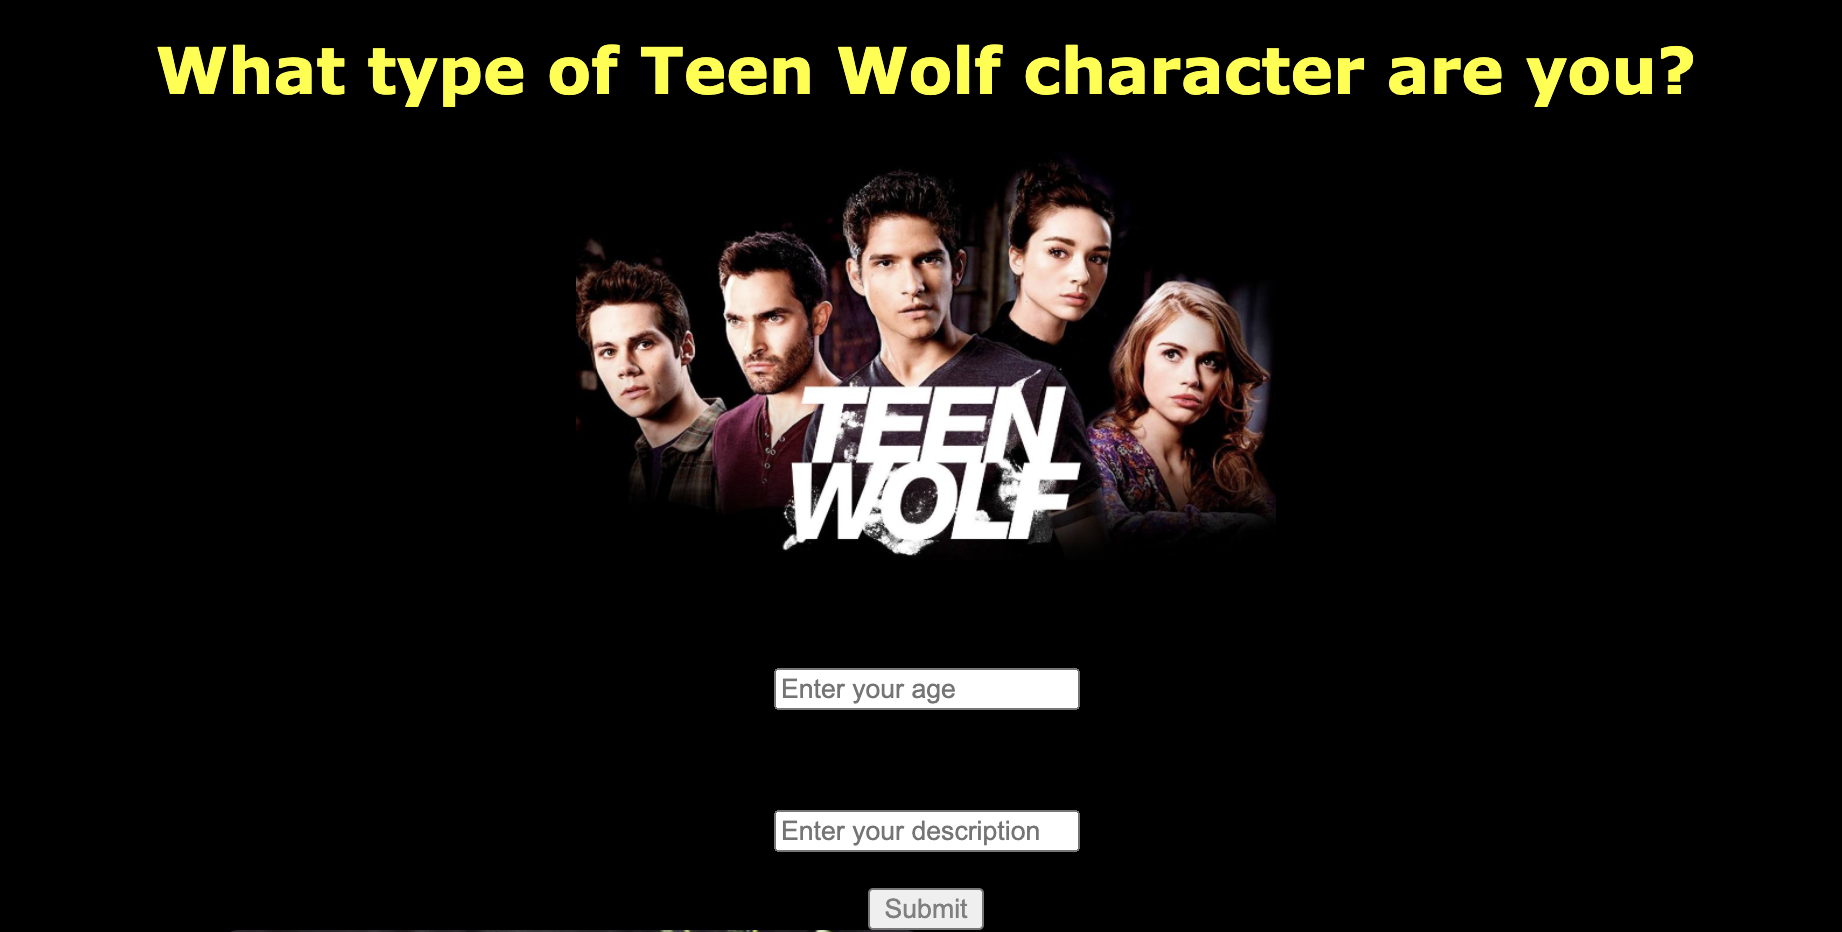 What type of Teen Wolf character are you?
TEEN
WOLF
Enter your age
Enter your description
Submit